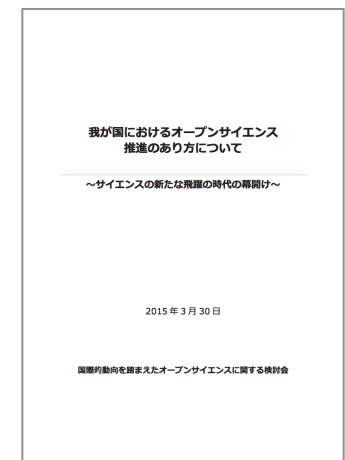 我が国におけるオープンサイエンス
推進のあり方について
～サイエンスの新たな飛躍の時代の幕開け～
2015 年 3 月 30 日
国際的動向を踏まえたオープンサイエンスに関する検討会